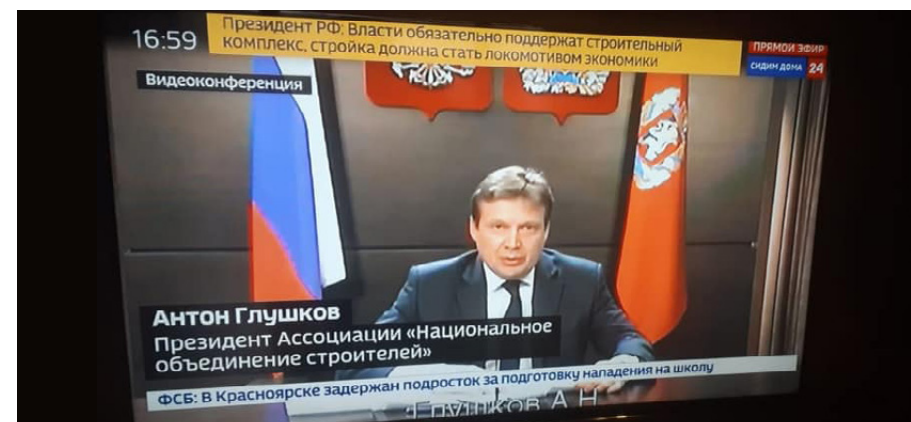 16:59
Президент РФ: Власти обязательно поддержат строительный
комплекс, стройка должна стать локомотивом экономики
ПРЯМОЙ ЭФИР
СИДИМ ДОМА 24
Видеоконференция
Антон Глушков
Президент Ассоциации «Национальное
объединение строителей»
ФСБ: В Красноярске задержан подросток за подготовку нападения на школу
Глушков А Н